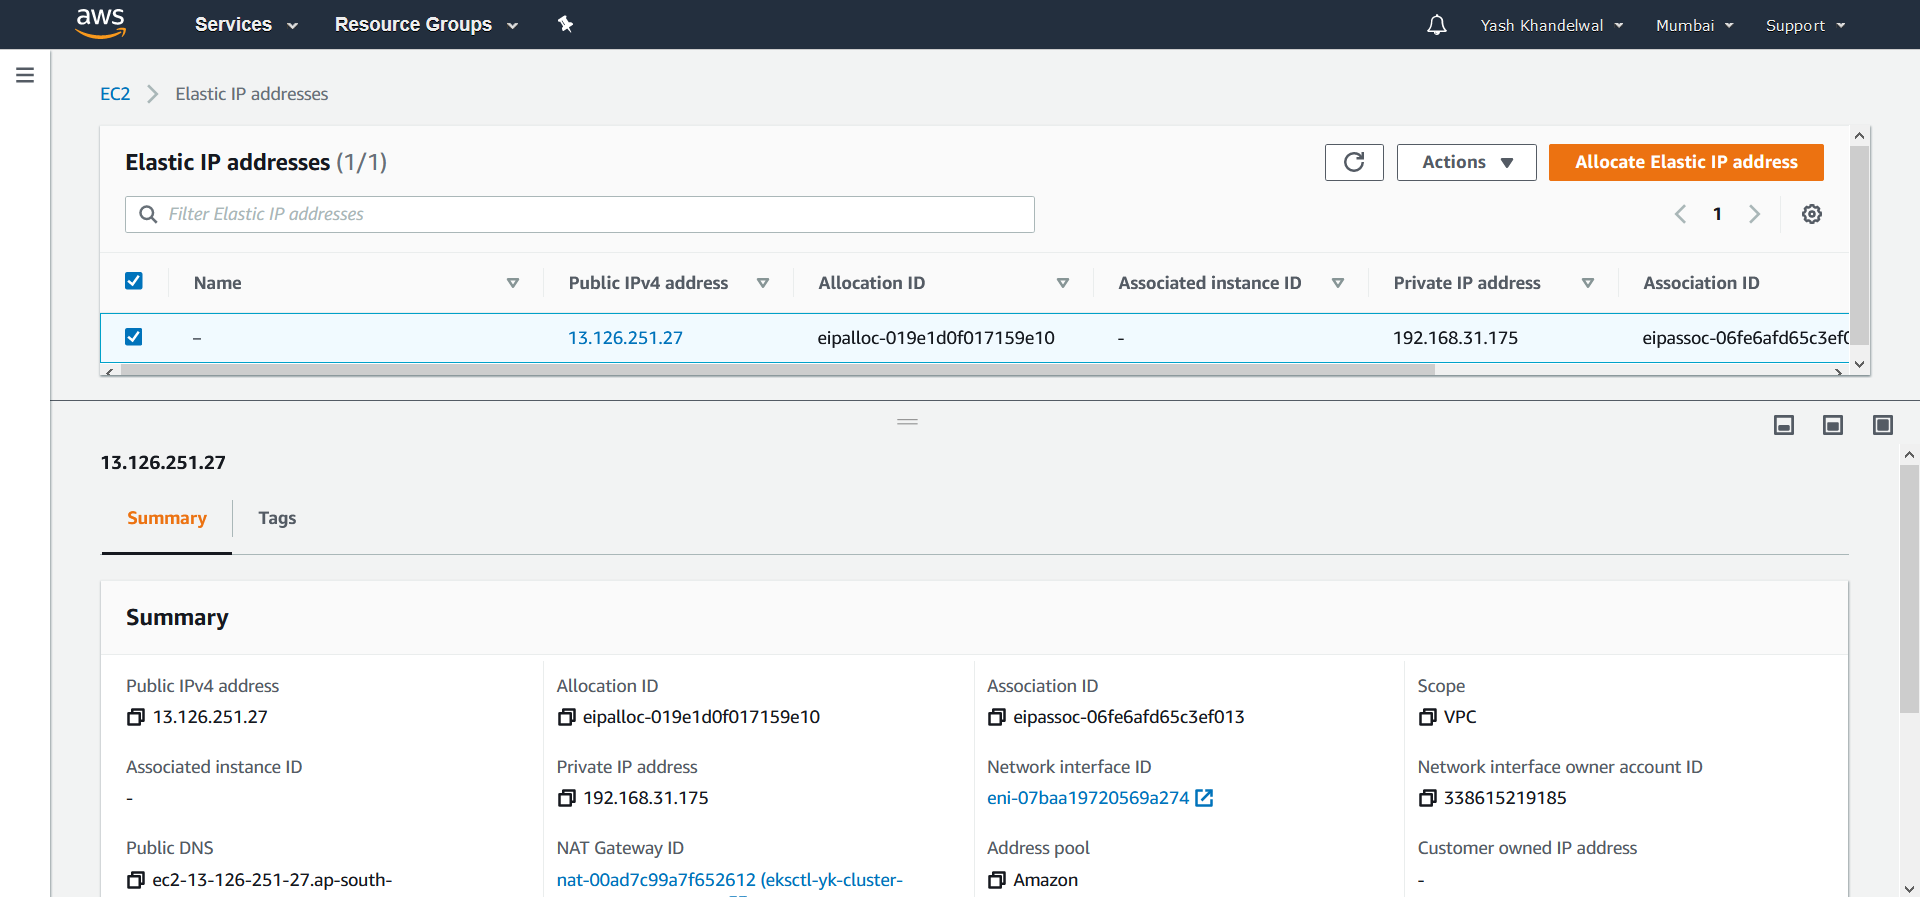 aws Services Resource Groups Yash Khandelwal Mumbai Support
EC2 Elastic IP addresses
Elastic IP addresses (1/1) Actions Allocate Elastic IP address
Filter Elastic IP addresses 1
Name Public IPv4 address Allocation ID Associated instance ID Private IP address Association ID
– 13.126.251.27 eipalloc-019e1d0f017159e10 - 192.168.31.175 eipassoc-06fe6afd65c3ef0
13.126.251.27
Summary Tags
Summary
Public IPv4 address Allocation ID Association ID Scope
13.126.251.27 eipalloc-019e1d0f017159e10 eipassoc-06fe6afd65c3ef013 VPC
Associated instance ID Private IP address Network interface ID Network interface owner account ID
- 192.168.31.175 eni-07baa19720569a274 338615219185
Public DNS NAT Gateway ID Address pool Customer owned IP address
ec2-13-126-251-27.ap-south- nat-00ad7c99a7f652612 (eksctl-yk-cluster- Amazon -